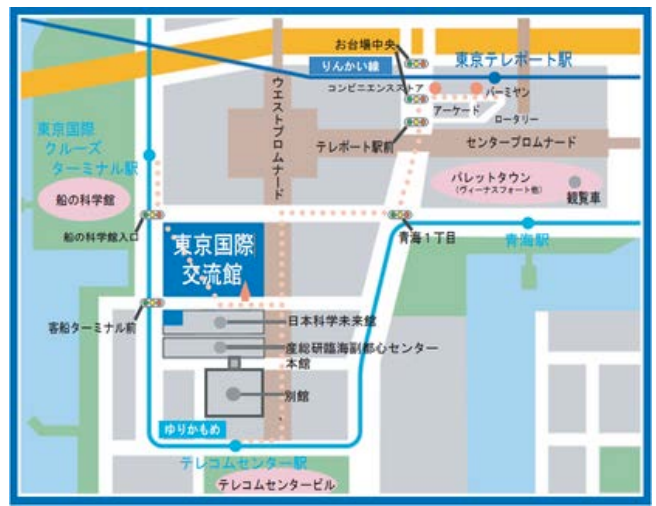 お台場中央
りんかい線
東京テレポート駅
コンビニエンスストア
バーミヤン
アーケード
ロータリー
ウエストプロムナード
テレポート駅前
センタープロムナード
東京国際
クルーズ
ターミナル駅
パレットタウン
(ヴィーナスフォート他)
観覧車
船の科学館
船の科学館入口
青海1丁目
青海駅
東京国際
交流館
客船ターミナル前
日本科学未来館
産総研臨海副都心センター
本館
別館
ゆりかもめ
テレコムセンター駅
テレコムセンタービル